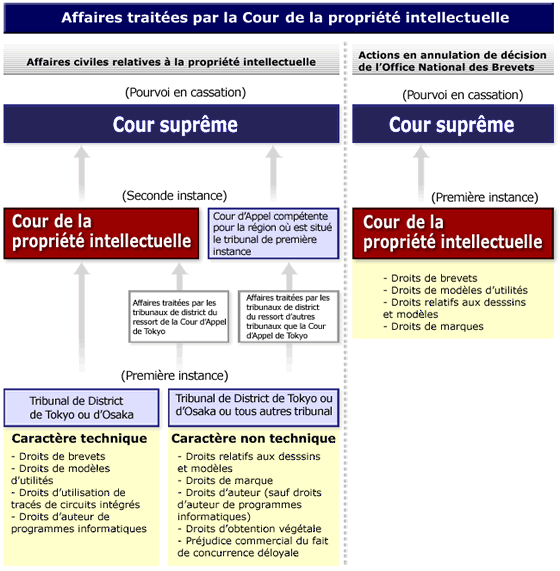 Affaires traitées par la Cour de la propriété intellectuelle
Affaires civiles relatives à la propriété intellectuelle
(Pourvoi en cassation)
Cour suprême
(Seconde instance)
Cour de la
propriété intellectuelle
Cour d'Appel compétente
pour la région où est situé
le tribunal de première
instance
Affaires traitées par les
tribunaux de district du
ressort de la Cour d'Appel
de Tokyo
Affaires traitées par les
tribunaux de district
du ressort d'autres
tribunaux que la Cour
d'Appel de Tokyo
(Première instance)
Tribunal de District
de Tokyo ou d'Osaka
Caractère technique
- Droits de brevets
- Droits de modèles
d'utilités
- Droits d'utilisation de
tracés de circuits intégrés
- Droits d'auteur de
programmes informatiques
Tribunal de District de Tokyo ou
d'Osaka ou tous autres tribunal
Caractère non technique
- Droits relatifs aux desssins
et modèles
- Droits de marque
- Droits d'auteur (sauf droits
d'auteur de programmes
informatiques)
- Droits d'obtention végétale
- Préjudice commercial du fait
de concurrence déloyale
Actions en annulation de décision
de l'Office National des Brevets
(Pourvoi en cassation)
Cour suprême
(Première instance)
Cour de la
propriété intellectuelle
- Droits de brevets
- Droits de modèles d'utilités
- Droits relatifs aux desssins
et modèles
- Droits de marques